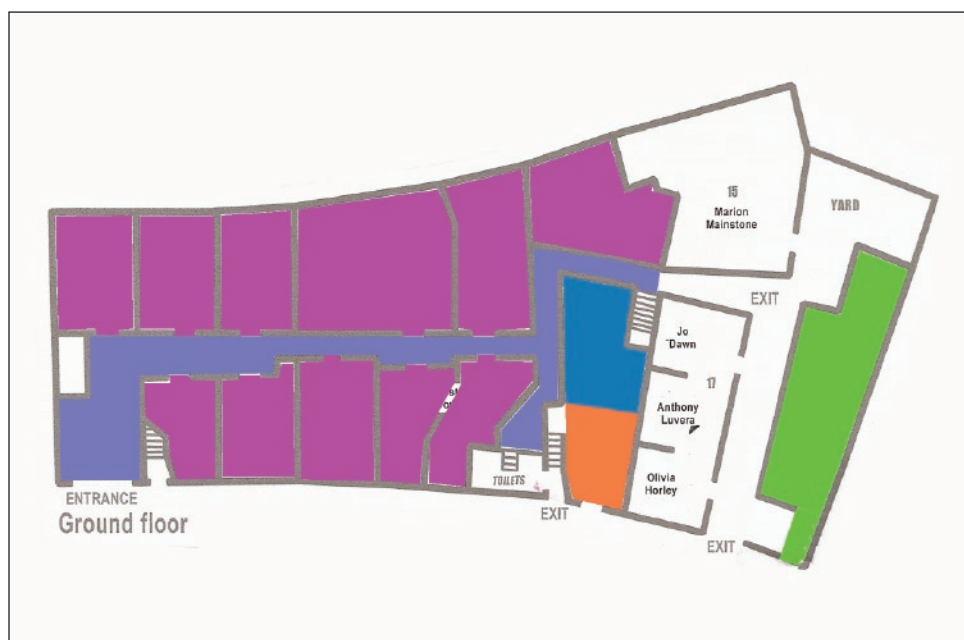 15
Marion
Mainstone
YARD
EXIT
Jo
Dawn
17
Anthony
Luvera
Olivia
Horley
TOILETS
ENTRANCE
Ground floor
EXIT
EXIT